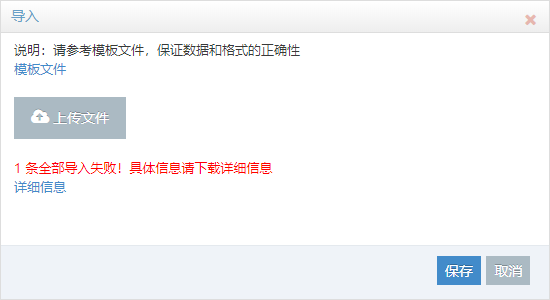 导入
说明：请参考模板文件，保证数据和格式的正确性
模板文件
上传文件
1 条全部导入失败！具体信息请下载详细信息
详细信息
保存 取消